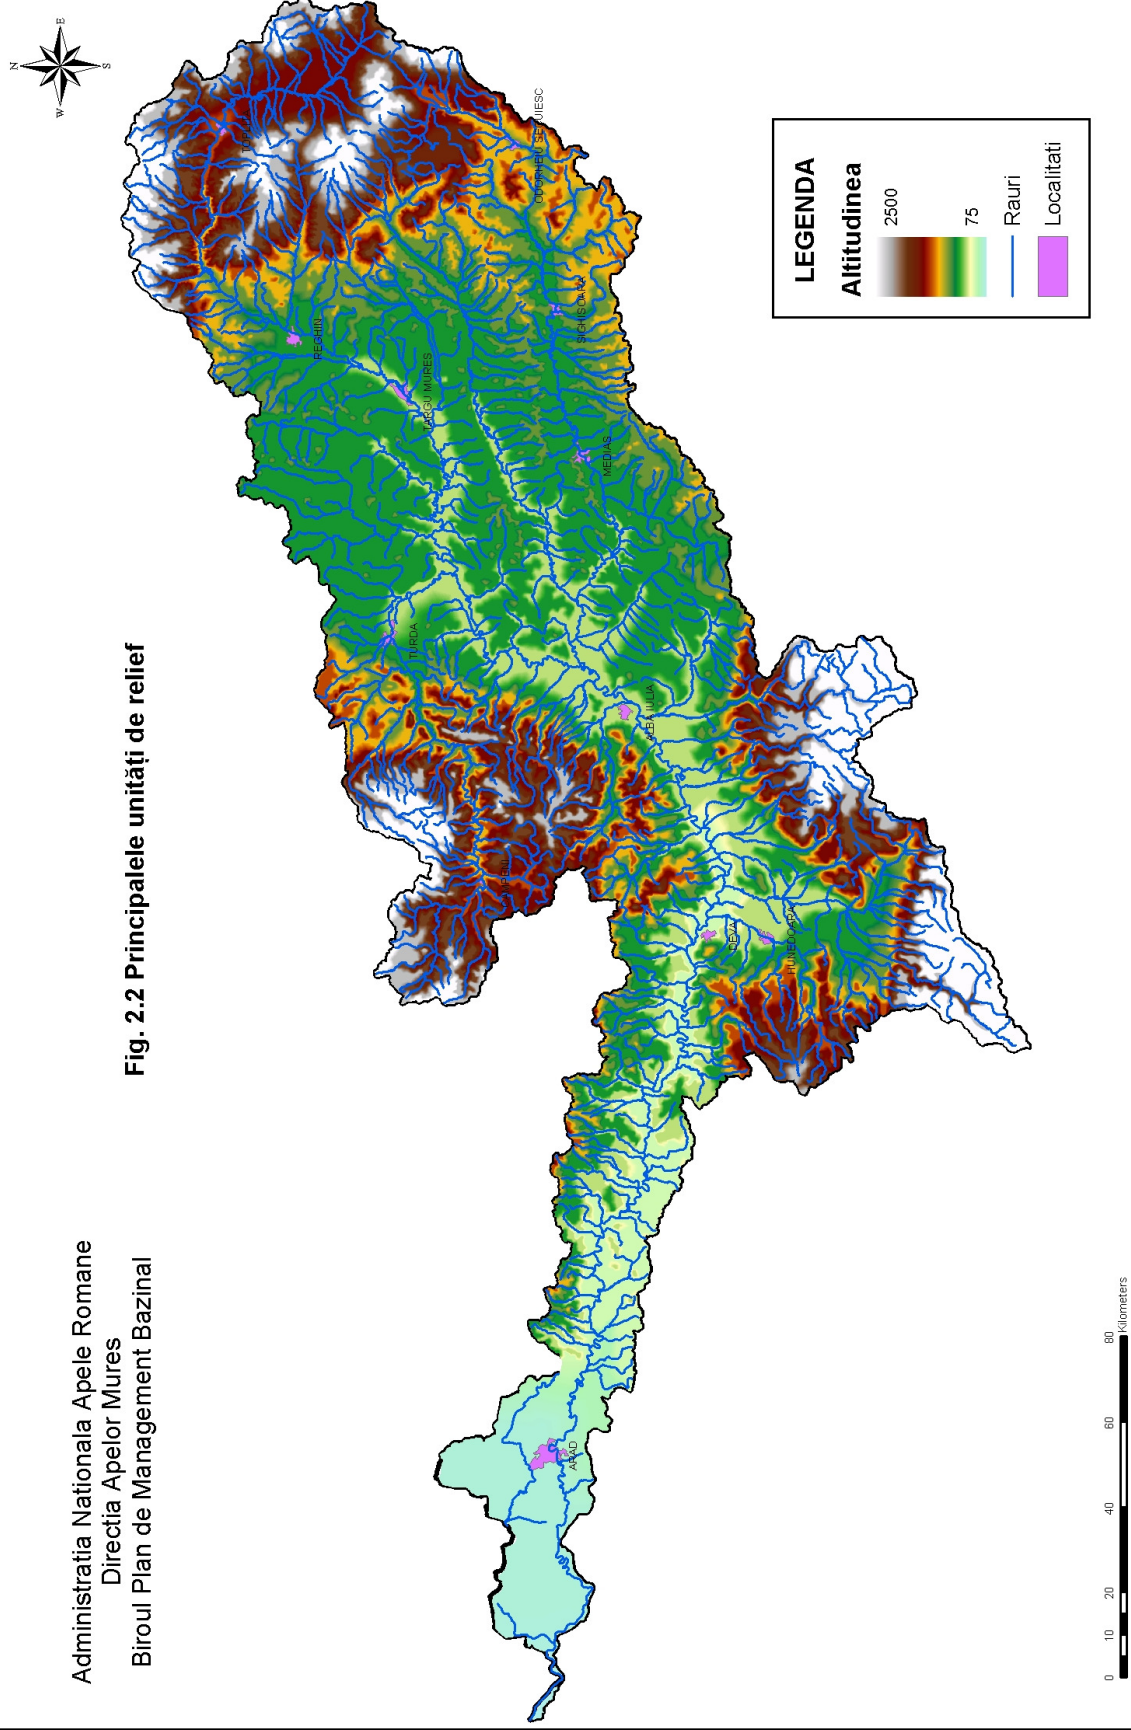 Administratia Nationala Apele Romane
Directia Apelor Mures
Biroul Plan de Management Bazinal
Fig. 2.2 Principalele unităţi de relief
N
E
S
W
TOPLITA
ODORHEIU SECUIESC
REGHIN
TARGU MURES
SIGHISOARA
MEDIAS
TURDA
ALBA IULIA
DEVA
HUNEDOARA
ARAD
LEGENDA
Altitudinea
2500
75
Rauri
Localitati
0 10 20 40 60 80
Kilometers